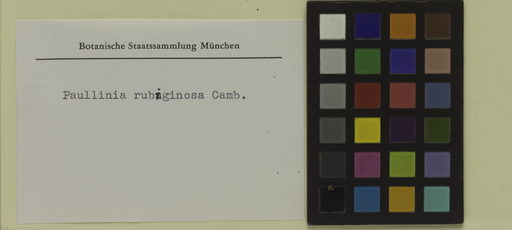 Botanische Staatssammlung München
Paullinia rubiginosa Camb.